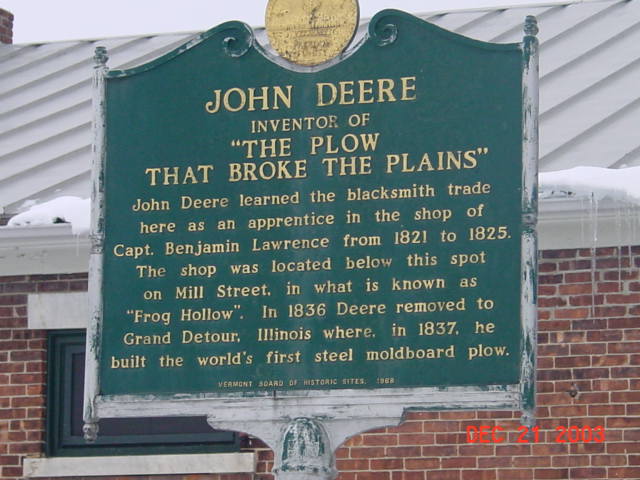 JOHN DEERE
INVENTOR OF
"THE PLOW
THAT BROKE THE PLAINS"
John Deere learned the blacksmith trade
here as an apprentice in the shop of
Capt. Benjamin Lawrence from 1821 to 1825.
The shop was located below this spot
on Mill Street, in what is known as
"Frog Hollow". In 1836 Deere removed to
Grand Detour, Illinois where, in 1837, he
built the world's first steel moldboard plow.
VERMONT BOARD OF HISTORIC SITES, 1968
DEC 21 2003